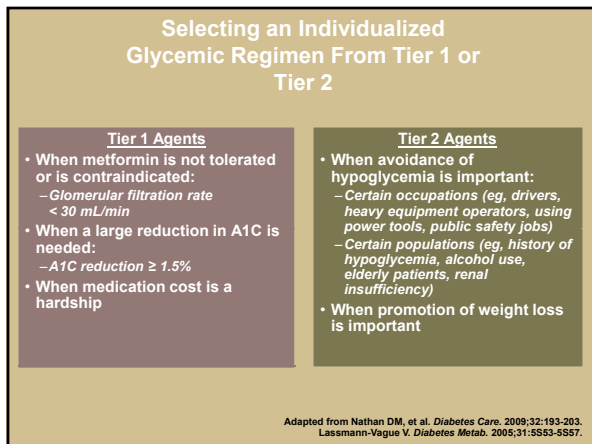 Selecting an Individualized
Glycemic Regimen From Tier 1 or
Tier 2
Tier 1 Agents
• When metformin is not tolerated
or is contraindicated:
–Glomerular filtration rate
< 30 mL/min
• When a large reduction in A1C is
needed:
–A1C reduction ≥ 1.5%
• When medication cost is a
hardship
Tier 2 Agents
• When avoidance of
hypoglycemia is important:
–Certain occupations (eg, drivers,
heavy equipment operators, using
power tools, public safety jobs)
–Certain populations (eg, history of
hypoglycemia, alcohol use,
elderly patients, renal
insufficiency)
• When promotion of weight loss
is important
Adapted from Nathan DM, et al. Diabetes Care. 2009;32:193-203.
Lassmann-Vague V. Diabetes Metab. 2005;31:5S53-5S57.